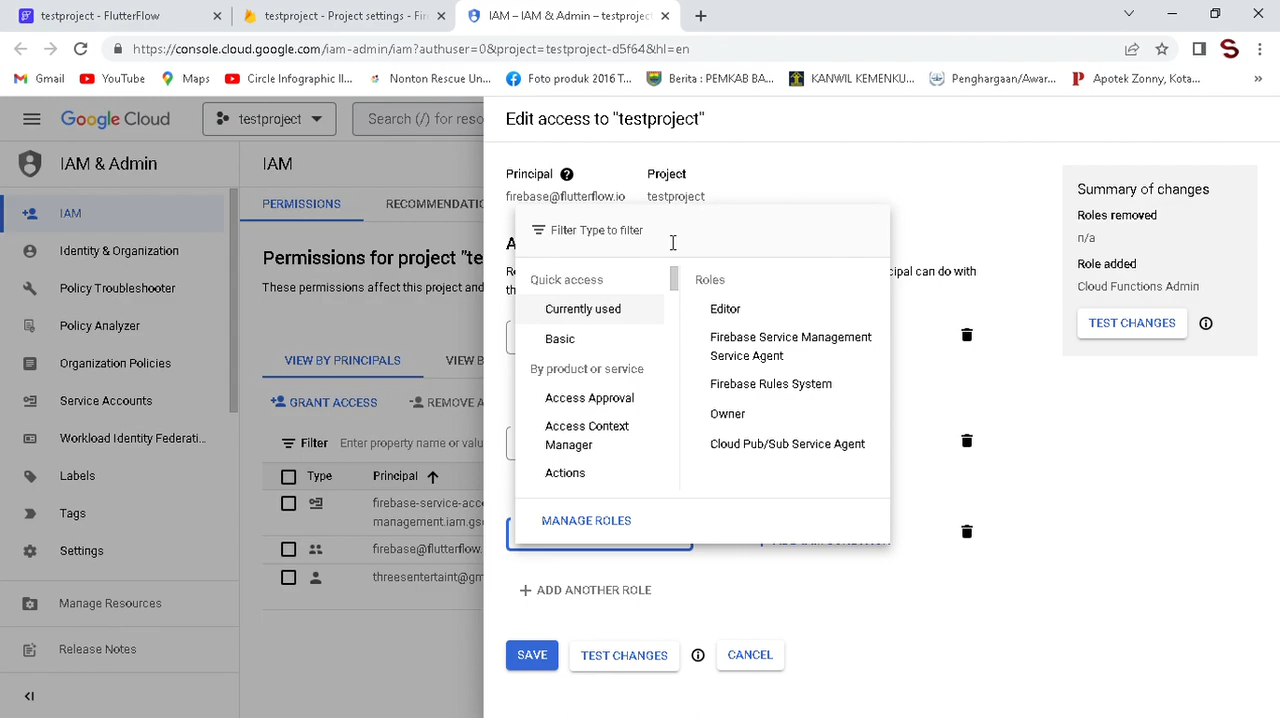 testproject - FlutterFlow
testproject - Project settings - Fire
IAM – IAM & Admin – testproject
https://console.cloud.google.com/iam-admin/iam?authuser=0&project=testproject-d5f64&hl=en
Gmail
YouTube
Maps
Circle Infographic Il...
Nonton Rescue Un...
Foto produk 2016 T...
Berita : PEMKAB BA...
KANWIL KEMENKU...
Penghargaan/Awar...
Apotek Zonny, Kota...
»
Google Cloud
testproject
Search (/) for reso
IAM & Admin
IAM
Identity & Organization
Policy Troubleshooter
Policy Analyzer
Organization Policies
Service Accounts
Workload Identity Federati...
Labels
Tags
Settings
Manage Resources
Release Notes
IAM
PERMISSIONS
RECOMMENDATIO
Permissions for project "te
These permissions affect this project and
VIEW BY PRINCIPALS
VIEW B
GRANT ACCESS
REMOVE A
Filter
Enter property name or valu
Type
Principal
firebase-service-acco
management.iam.gse
firebase@flutterflow.
threesentertaint@gm
Edit access to "testproject"
Principal
Project
firebase@flutterflow.io
testproject
cipal can do with
Filter Type to filter
Quick access
Currently used
Basic
By product or service
Access Approval
Access Context
Manager
Actions
Roles
Editor
Firebase Service Management
Service Agent
Firebase Rules System
Owner
Cloud Pub/Sub Service Agent
MANAGE ROLES
ADD ANOTHER ROLE
SAVE
TEST CHANGES
CANCEL
Summary of changes
Roles removed
n/a
Role added
Cloud Functions Admin
TEST CHANGES